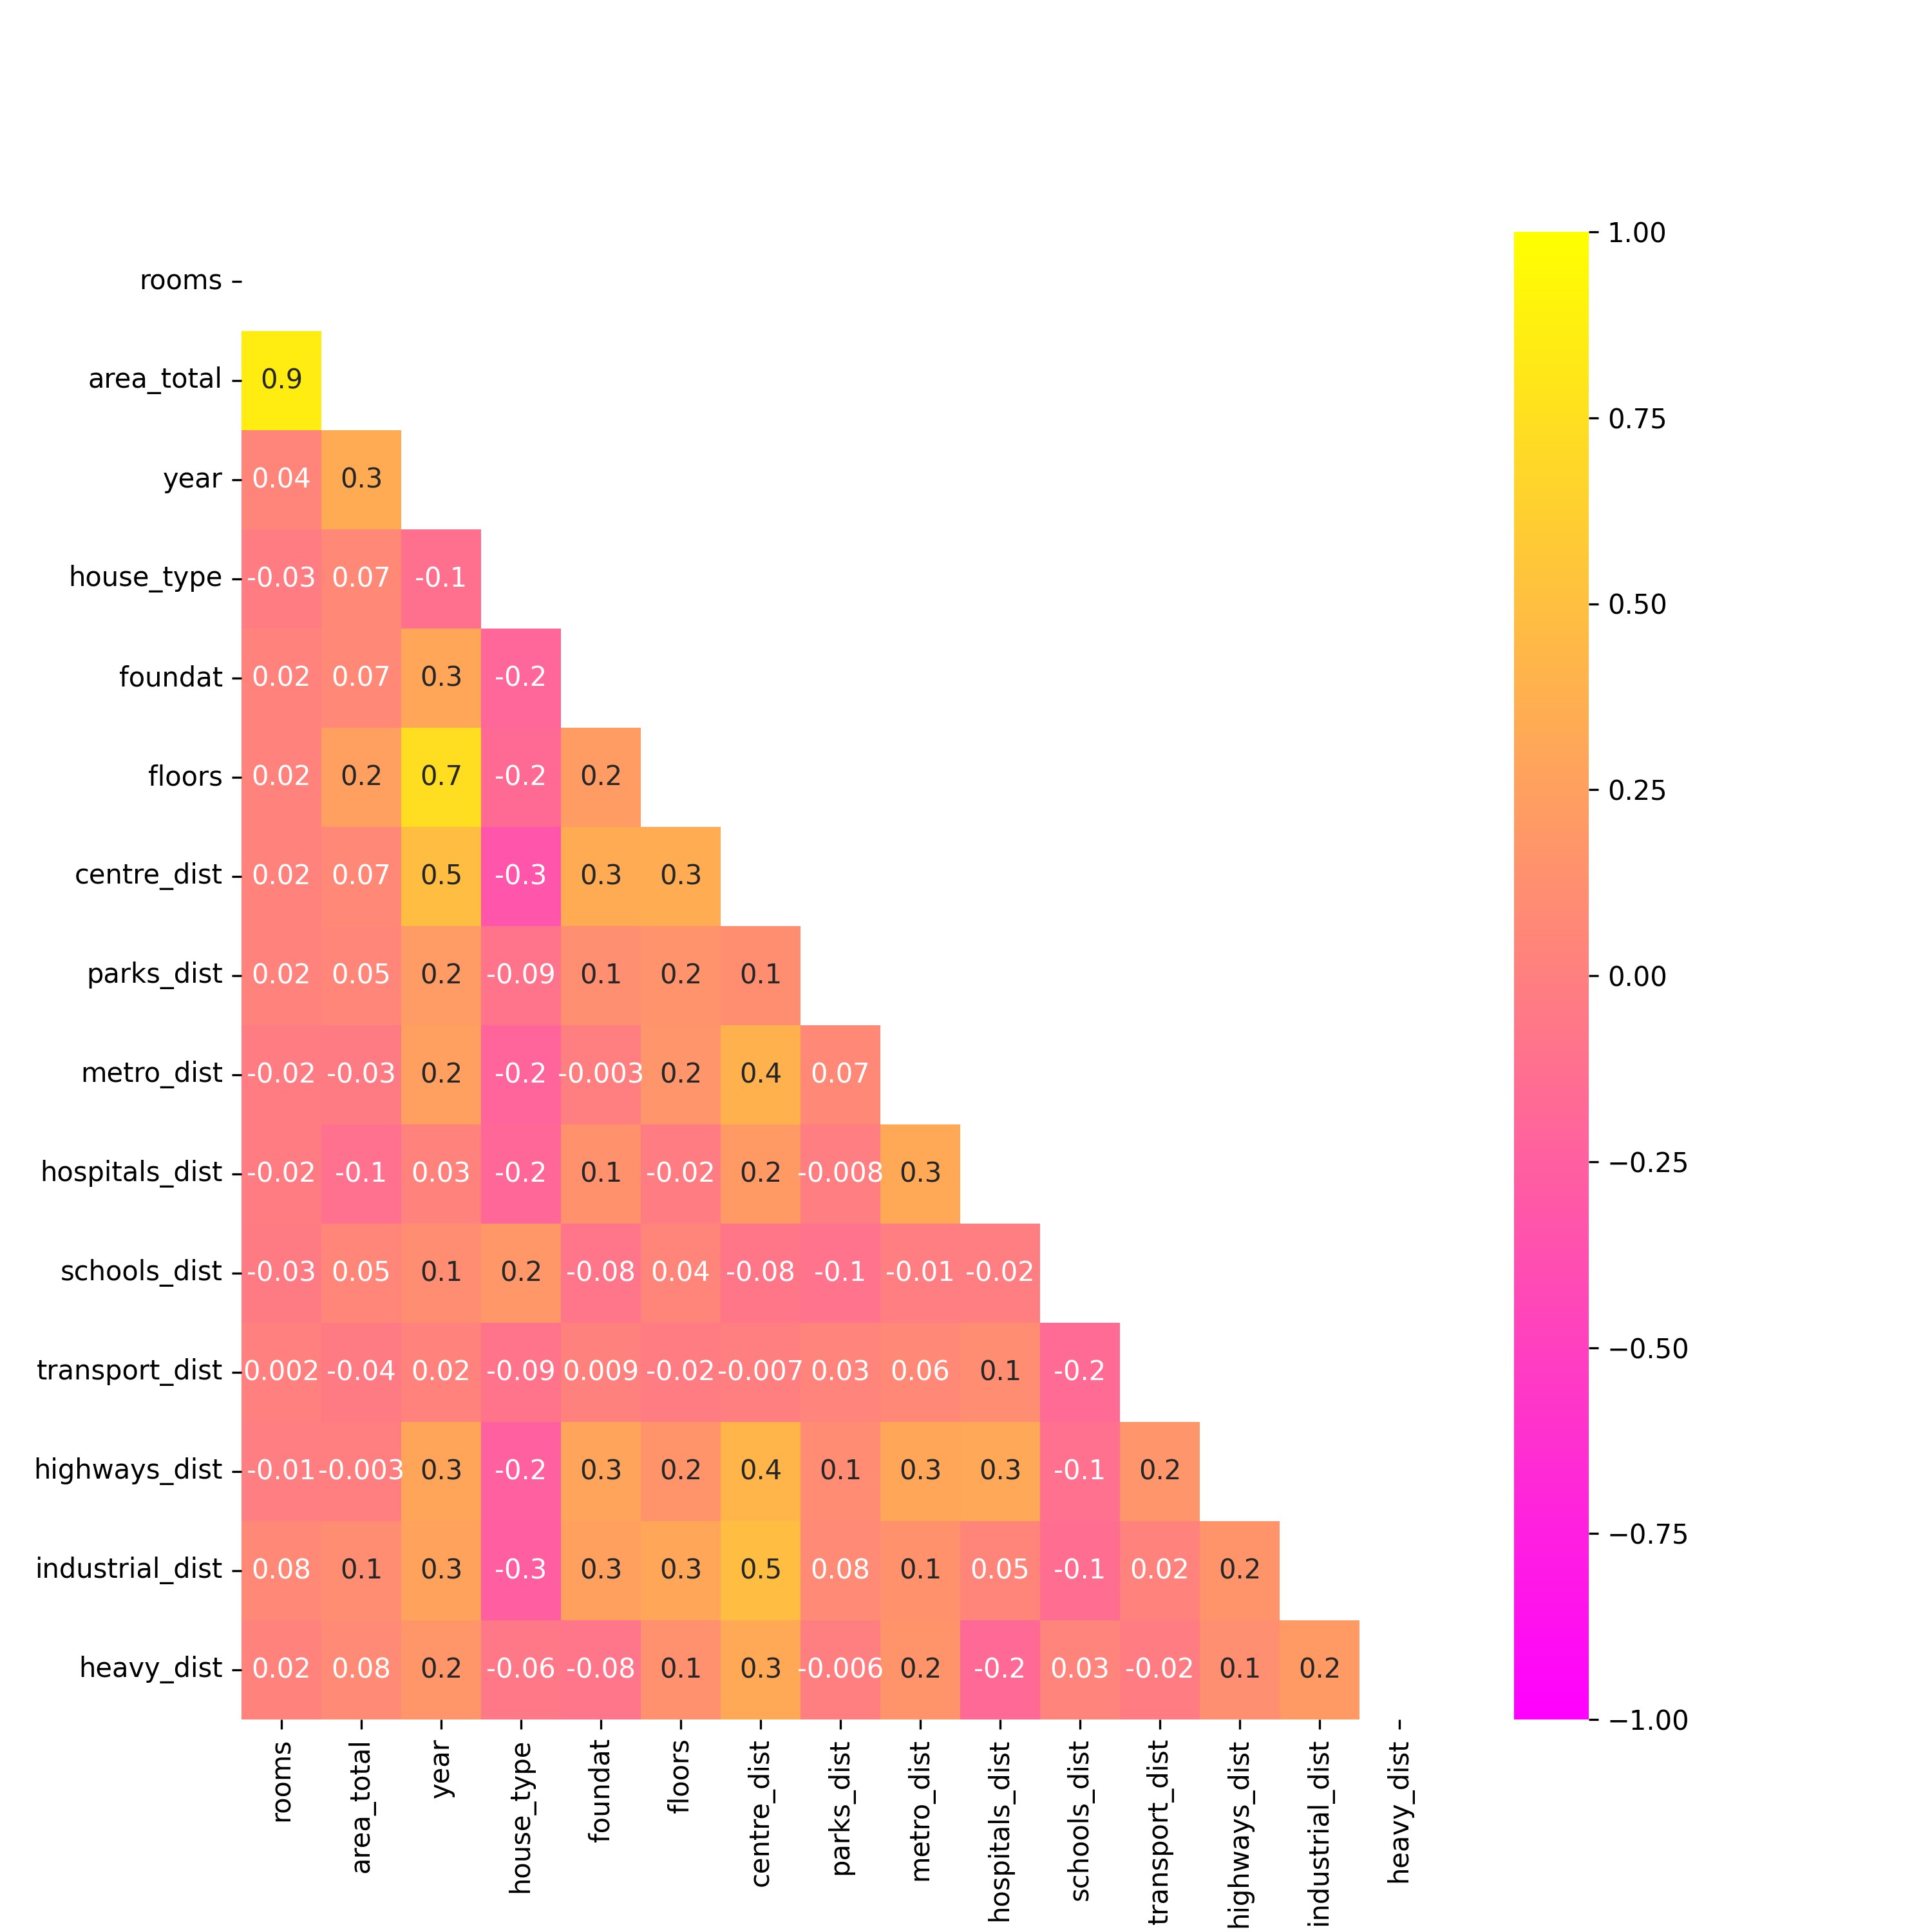 rooms
area_total 0.9
year 0.04 0.3
house_type -0.03 0.07 -0.1
foundat 0.02 0.07 0.3 -0.2
floors 0.02 0.2 0.7 -0.2 0.2
centre_dist 0.02 0.07 0.5 -0.3 0.3 0.3
parks_dist 0.02 0.05 0.2 -0.09 0.1 0.2 0.1
metro_dist -0.02 -0.03 0.2 -0.2 -0.003 0.2 0.4 0.07
hospitals_dist -0.02 -0.1 0.03 -0.2 0.1 -0.02 0.2 -0.008 0.3
schools_dist -0.03 0.05 0.1 0.2 -0.08 0.04 -0.08 -0.1 -0.01 -0.02
transport_dist 0.002 -0.04 0.02 -0.09 0.009 -0.02 -0.007 0.03 0.06 0.1 -0.2
highways_dist -0.01 -0.003 0.3 -0.2 0.3 0.2 0.4 0.1 0.3 0.3 -0.1 0.2
industrial_dist 0.08 0.1 0.3 -0.3 0.3 0.3 0.5 0.08 0.1 0.05 -0.1 0.02 0.2
heavy_dist 0.02 0.08 0.2 -0.06 -0.08 0.1 0.3 -0.006 0.2 -0.2 0.03 -0.02 0.1 0.2
rooms
area_total
year
house_type
foundat
floors
centre_dist
parks_dist
metro_dist
hospitals_dist
schools_dist
transport_dist
highways_dist
industrial_dist
heavy_dist
1.00
0.75
0.50
0.25
0.00
−0.25
−0.50
−0.75
−1.00